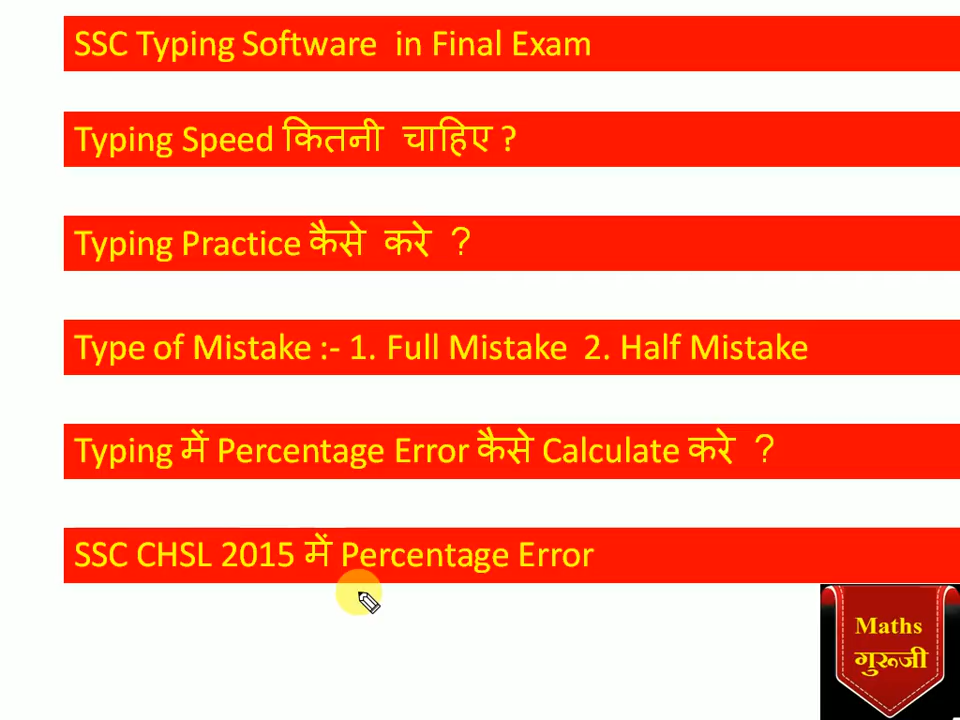 SSC Typing Software in Final Exam
Typing Speed कितनी चाहिए ?
Typing Practice कैसे करे ?
Type of Mistake :- 1. Full Mistake 2. Half Mistake
Typing में Percentage Error कैसे Calculate करे ?
SSC CHSL 2015 में Percentage Error
Maths
गुरूजी